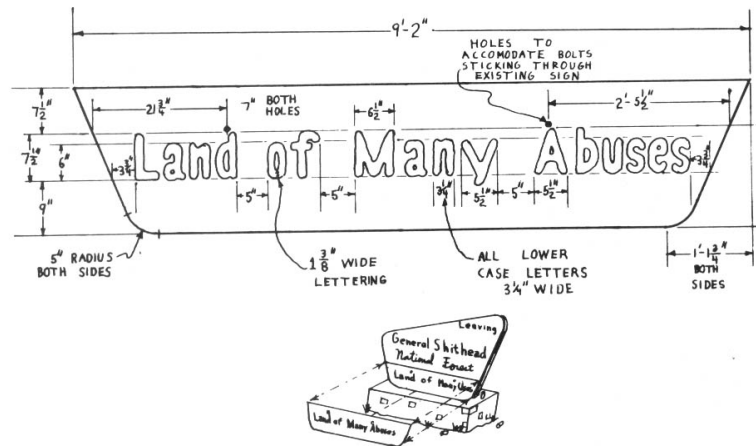 9'-2"
HOLES TO
ACCOMODATE BOLTS
STICKING THROUGH
EXISTING SIGN
7½"
21¾"
7" BOTH
HOLES
6½"
2'-5½"
7½"
6"
3¾"
Land of Many Abuses
3¾"
9"
5"
5"
3¼"
5½"
5"
5½"
5" RADIUS
BOTH SIDES
1⅜" WIDE
LETTERING
ALL LOWER
CASE LETTERS
3¼" WIDE
1'-1¾"
BOTH
SIDES
Leaving
General Shithead
National Forest
Land of Many Uses
Land of Many Abuses